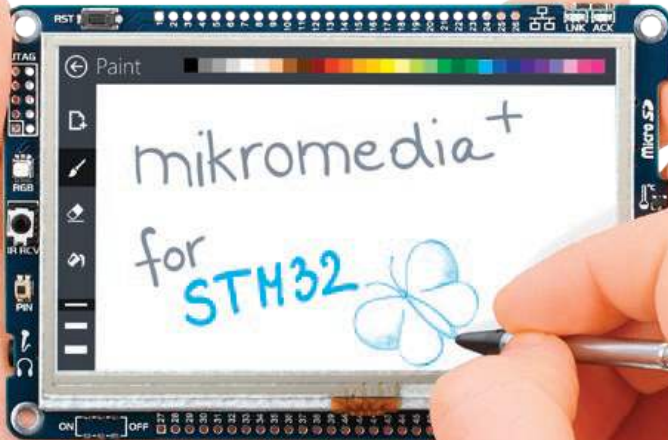 RST
LNK ACK
JTAG
Paint
Micro SD
mikromedia+
RGB
for
STM32
IR RCV
PIN
ON OFF